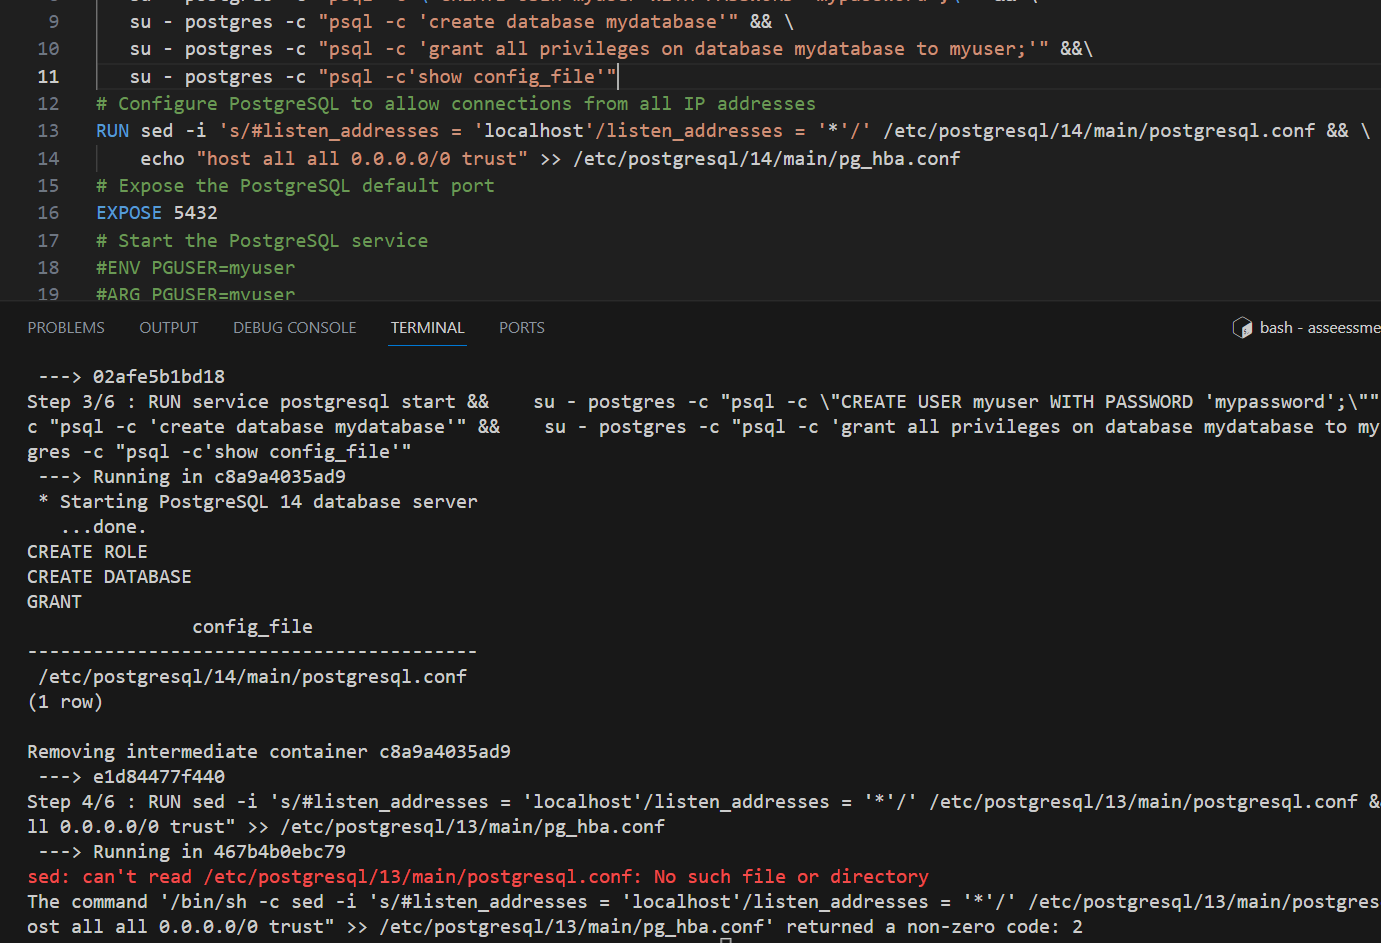 9 su - postgres -c "psql -c 'create database mydatabase'" && \
10 su - postgres -c "psql -c 'grant all privileges on database mydatabase to myuser;'" &&\
11 su - postgres -c "psql -c'show config_file'"
12 # Configure PostgreSQL to allow connections from all IP addresses
13 RUN sed -i 's/#listen_addresses = 'localhost'/listen_addresses = '*'/' /etc/postgresql/14/main/postgresql.conf && \
14 echo "host all all 0.0.0.0/0 trust" >> /etc/postgresql/14/main/pg_hba.conf
15 # Expose the PostgreSQL default port
16 EXPOSE 5432
17 # Start the PostgreSQL service
18 #ENV PGUSER=myuser
19 #ARG PGUSER=myuser
PROBLEMS OUTPUT DEBUG CONSOLE TERMINAL PORTS bash - asseessme
---> 02afe5b1bd18
Step 3/6 : RUN service postgresql start && su - postgres -c "psql -c \"CREATE USER myuser WITH PASSWORD 'mypassword';\""
c "psql -c 'create database mydatabase'" && su - postgres -c "psql -c 'grant all privileges on database mydatabase to my
gres -c "psql -c'show config_file'"
---> Running in c8a9a4035ad9
* Starting PostgreSQL 14 database server
...done.
CREATE ROLE
CREATE DATABASE
GRANT
config_file
-----------------------------------------
/etc/postgresql/14/main/postgresql.conf
(1 row)
Removing intermediate container c8a9a4035ad9
---> e1d84477f440
Step 4/6 : RUN sed -i 's/#listen_addresses = 'localhost'/listen_addresses = '*'/' /etc/postgresql/13/main/postgresql.conf &
ll 0.0.0.0/0 trust" >> /etc/postgresql/13/main/pg_hba.conf
---> Running in 467b4b0ebc79
sed: can't read /etc/postgresql/13/main/postgresql.conf: No such file or directory
The command '/bin/sh -c sed -i 's/#listen_addresses = 'localhost'/listen_addresses = '*'/' /etc/postgresql/13/main/postgres
ost all all 0.0.0.0/0 trust" >> /etc/postgresql/13/main/pg_hba.conf' returned a non-zero code: 2